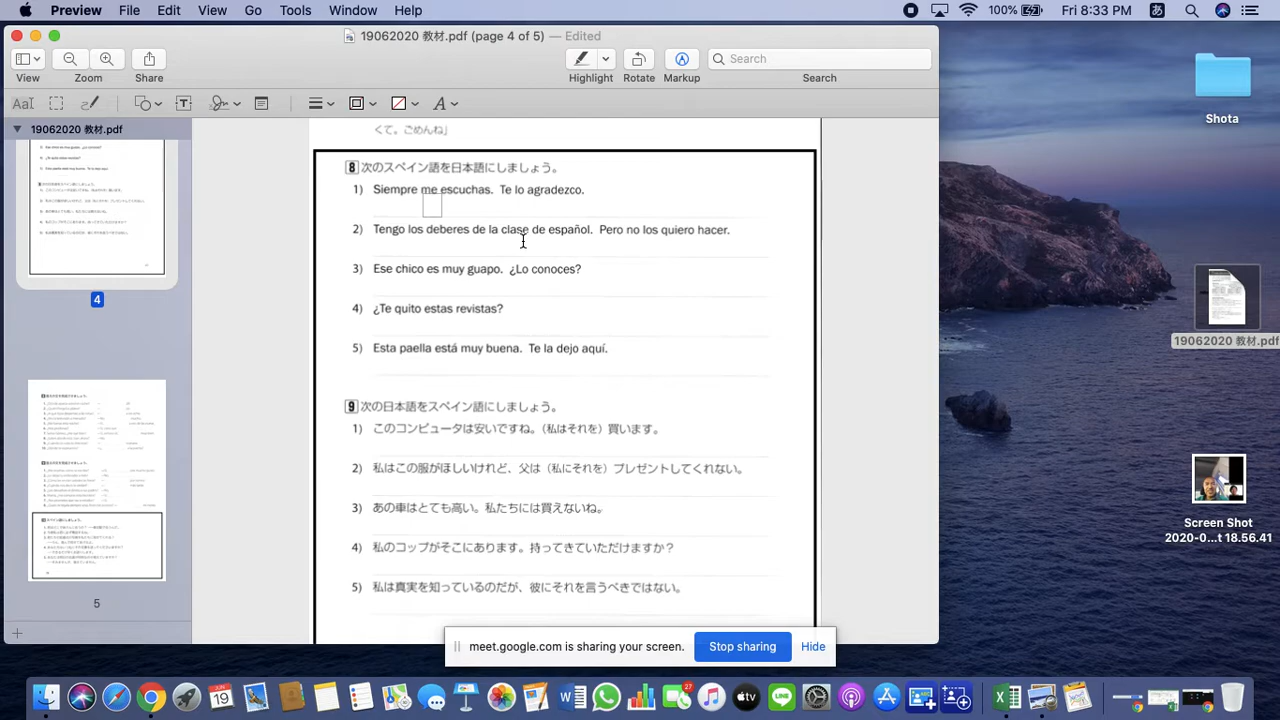 Preview File Edit View Go Tools Window Help
100% Fri 8:33 PM あ
19062020 教材.pdf (page 4 of 5) — Edited
View Zoom Share Highlight Rotate Markup Search
Search
19062020 教材.pdf
4
5
くて。ごめんね」
8 次のスペイン語を日本語にしましょう。
1) Siempre me escuchas. Te lo agradezco.
2) Tengo los deberes de la clase de español. Pero no los quiero hacer.
3) Ese chico es muy guapo. ¿Lo conoces?
4) ¿Te quito estas revistas?
5) Esta paella está muy buena. Te la dejo aquí.
9 次の日本語をスペイン語にしましょう。
1) このコンピュータは安いですね。（私はそれを）買います。
2) 私はこの服がほしいけれど、父は（私にそれを）プレゼントしてくれない。
3) あの車はとても高い。私たちには買えないね。
4) 私のコップがそこにあります。持ってきていただけますか？
5) 私は真実を知っているのだが、彼にそれを言うべきではない。
meet.google.com is sharing your screen. Stop sharing Hide
Shota
19062020 教材.pdf
Screen Shot
2020-0...t 18.56.41
JUN
19
27
tv
LINE